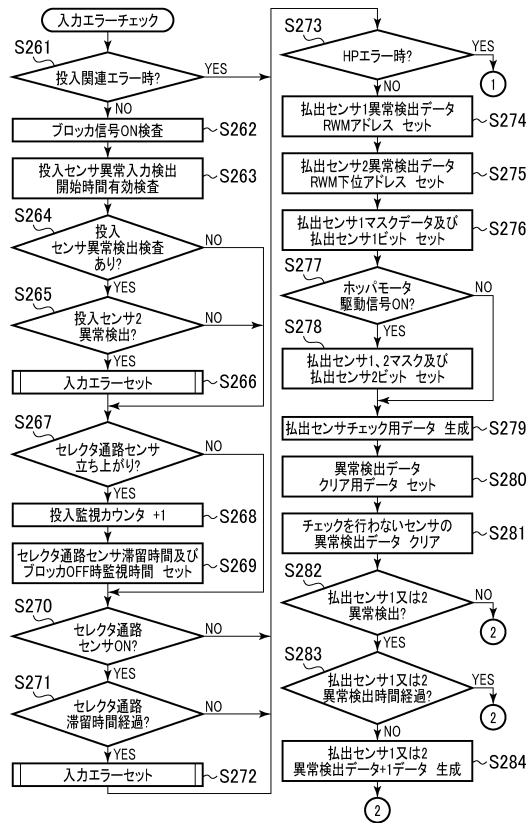 入力エラーチェック
S261
投入関連エラー時?
YES
NO
ブロッカ信号ON検査
S262
投入センサ異常入力検出
開始時間有効検査
S263
S264
投入
センサ異常検出検査
あり?
NO
YES
S265
投入センサ2
異常検出?
NO
YES
入力エラーセット
S266
S267
セレクタ通路センサ
立ち上がり?
NO
YES
投入監視カウンタ +1
S268
セレクタ通路センサ滞留時間及び
ブロッカOFF時監視時間 セット
S269
S270
セレクタ通路
センサON?
NO
YES
S271
セレクタ通路
滞留時間経過?
NO
YES
入力エラーセット
S272
S273
HPエラー時?
YES
1
NO
払出センサ1異常検出データ
RWMアドレス セット
S274
払出センサ2異常検出データ
RWM下位アドレス セット
S275
払出センサ1マスクデータ及び
払出センサ1ビット セット
S276
S277
ホッパモータ
駆動信号ON?
NO
YES
S278
払出センサ1、2マスク及び
払出センサ2ビット セット
払出センサチェック用データ 生成
S279
異常検出データ
クリア用データ セット
S280
チェックを行わないセンサの
異常検出データ クリア
S281
S282
払出センサ1又は2
異常検出?
NO
2
YES
S283
払出センサ1又は2
異常検出時間経過?
YES
2
NO
払出センサ1又は2
異常検出データ+1データ 生成
S284
2